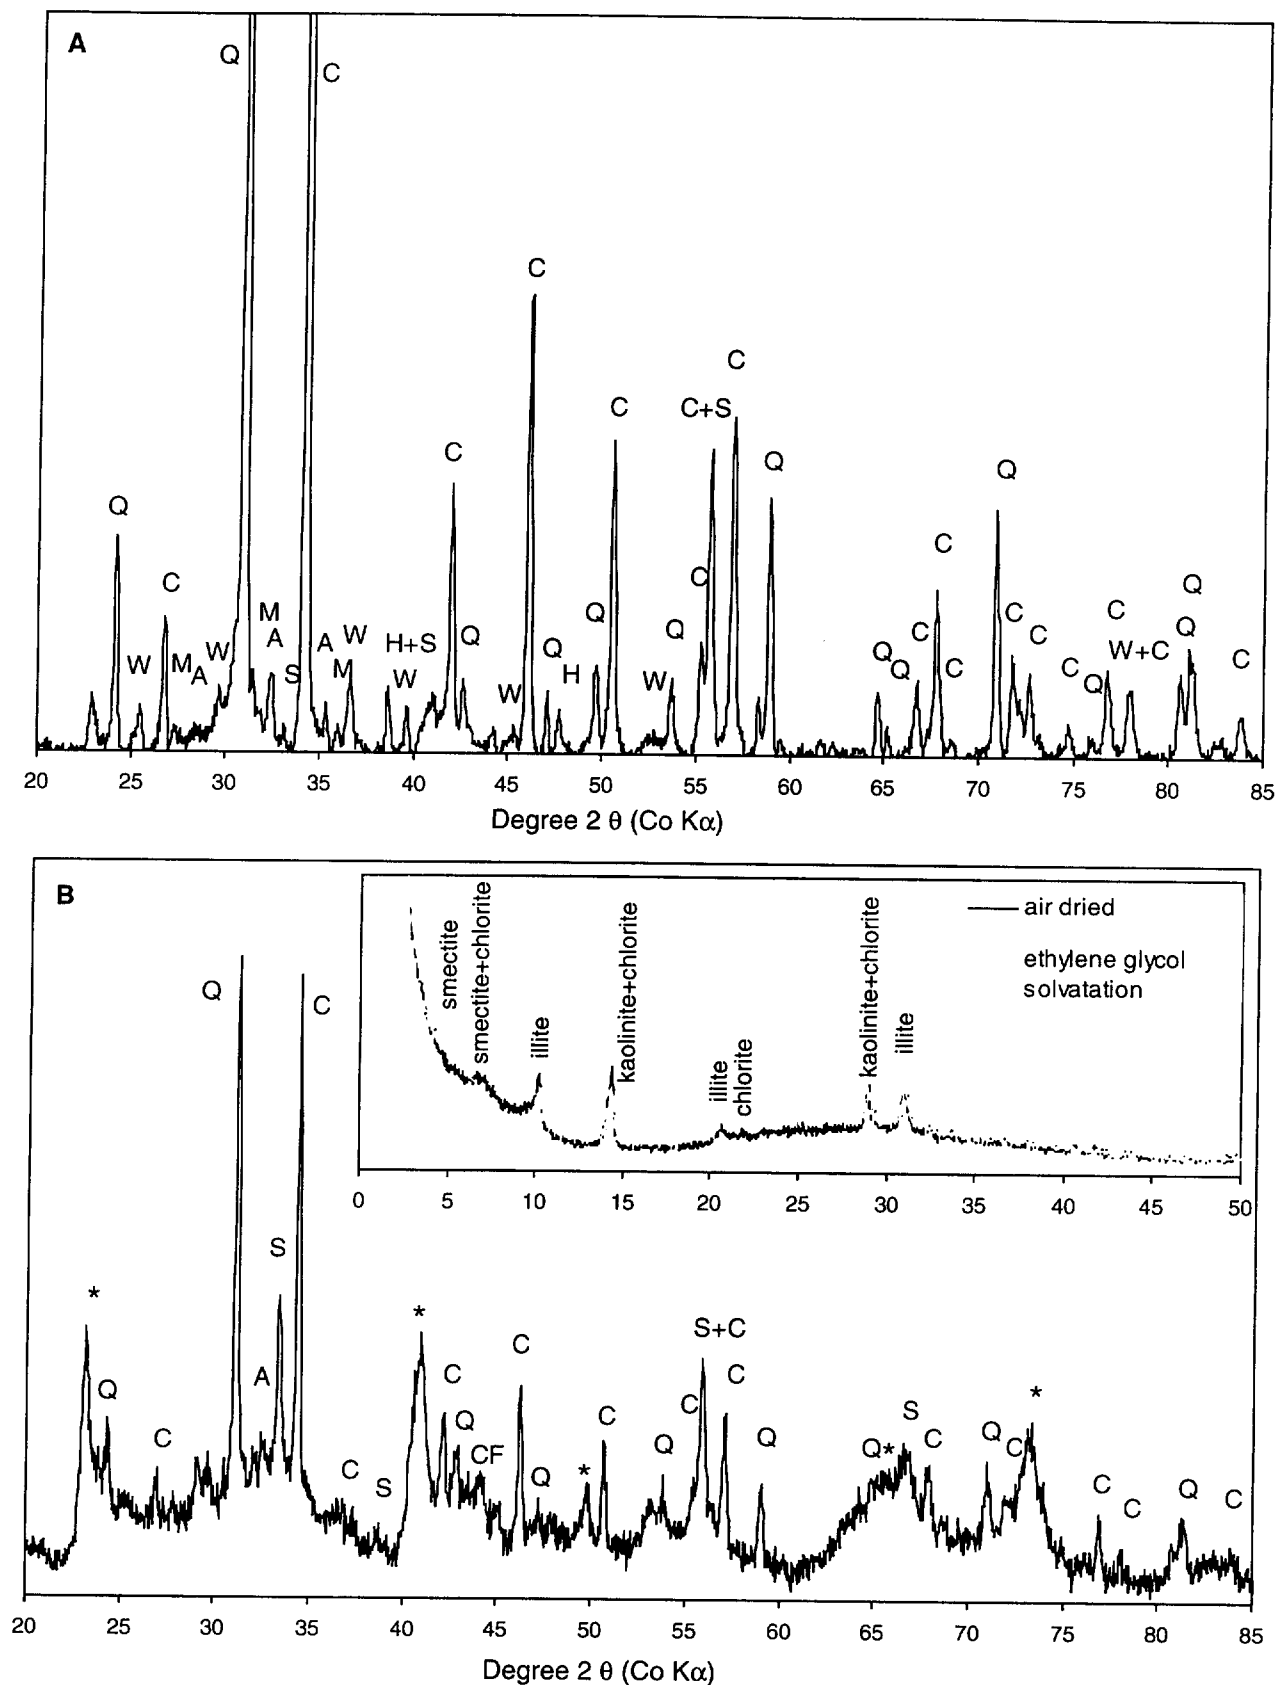 A
Q
C
C
C
C
C+S
C
Q
Q
C
Q
C
W
M
A
W
M
A
S
A
M
W
H+S
W
Q
W
Q
H
Q
W
Q
C
Q
Q
C
C
C
C
C
Q
C
W+C
Q
Q
C
20 25 30 35 40 45 50 55 60 65 70 75 80 85
Degree 2 θ (Co Kα)
B
smectite
smectite+chlorite
illite
kaolinite+chlorite
illite
chlorite
kaolinite+chlorite
illite
air dried
ethylene glycol
solvatation
0 5 10 15 20 25 30 35 40 45 50
*
Q
C
Q
A
S
C
C
S
*
C
Q
CF
C
Q
*
C
Q
C
S+C
C
Q
Q*
S
C
Q
C
*
C
C
Q
C
20 25 30 35 40 45 50 55 60 65 70 75 80 85
Degree 2 θ (Co Kα)